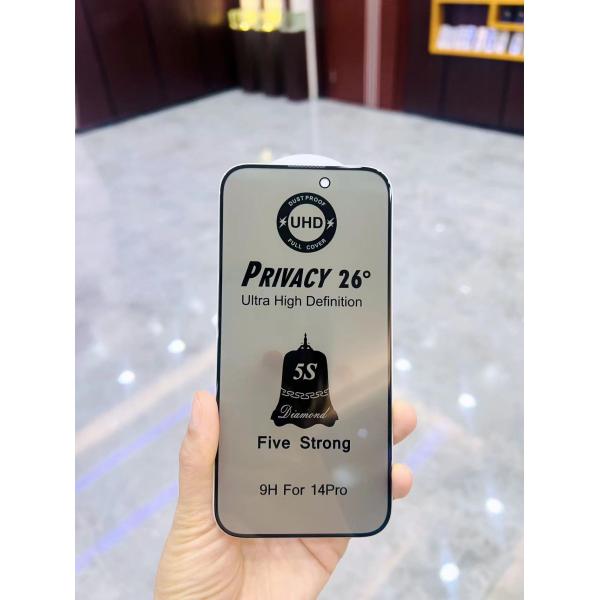 DUST PROOF
UHD
FULL COVER
PRIVACY 26°
Ultra High Definition
5S
Diamond
Five Strong
9H For 14Pro